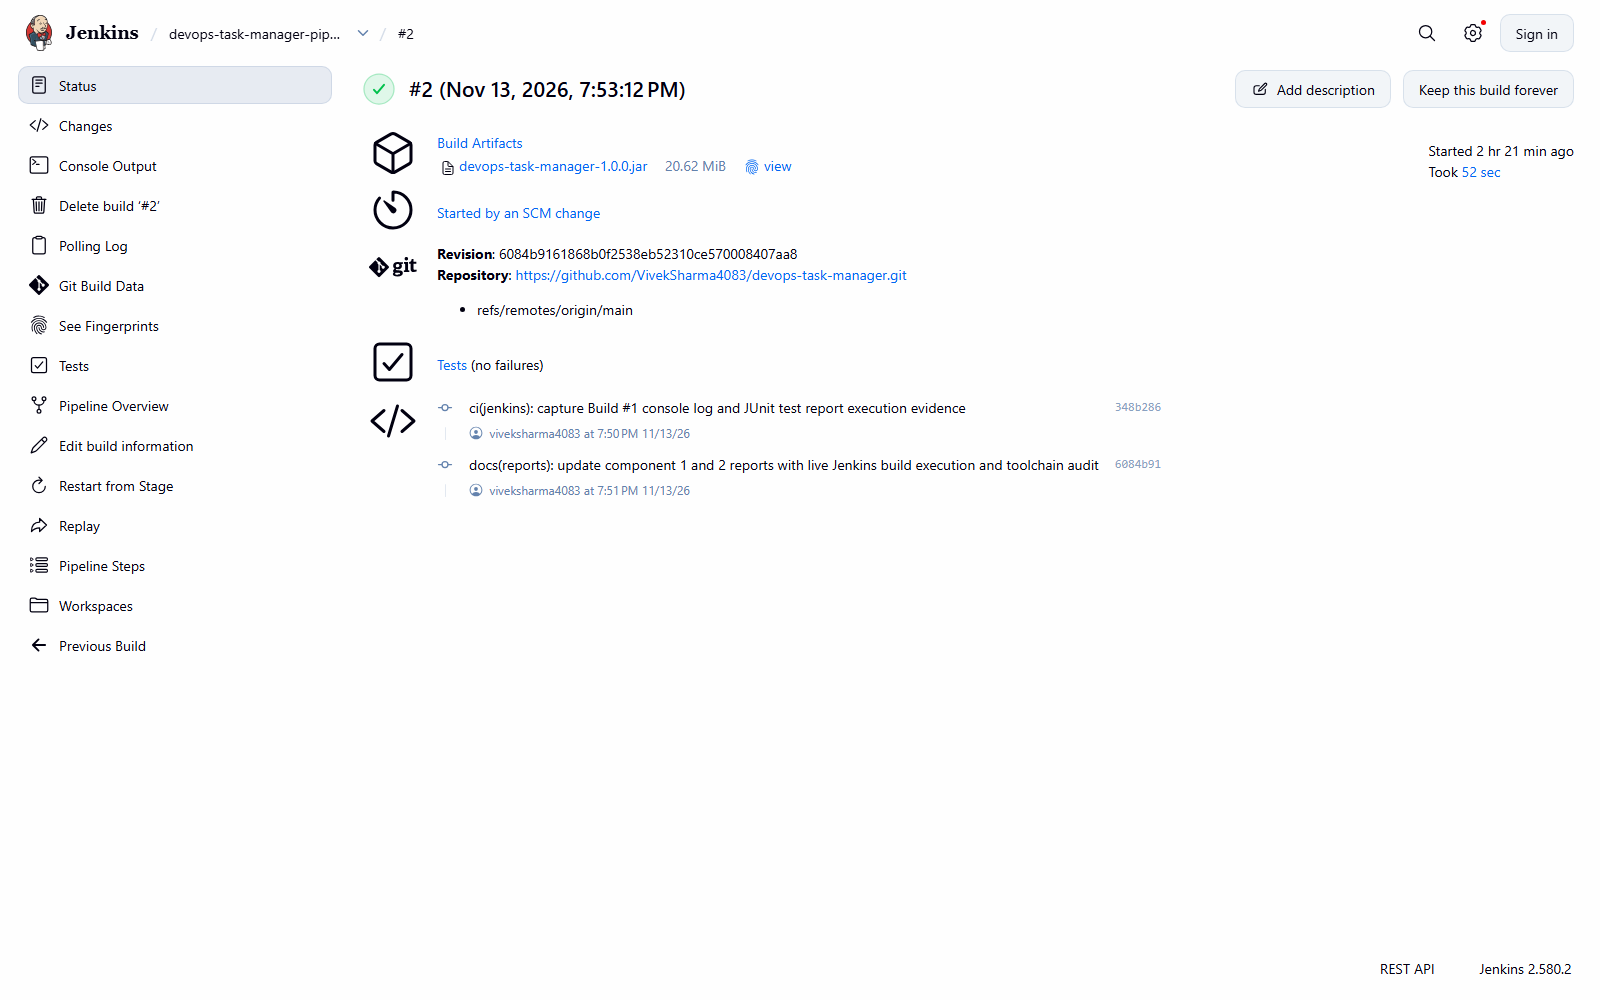 Jenkins / devops-task-manager-pip... / #2
Sign in
Status
Changes
Console Output
Delete build ‘#2’
Polling Log
Git Build Data
See Fingerprints
Tests
Pipeline Overview
Edit build information
Restart from Stage
Replay
Pipeline Steps
Workspaces
Previous Build
#2 (Nov 13, 2026, 7:53:12 PM)
Add description
Keep this build forever
Started 2 hr 21 min ago
Took 52 sec
Build Artifacts
devops-task-manager-1.0.0.jar 20.62 MiB view
Started by an SCM change
git
Revision: 6084b9161868b0f2538eb52310ce570008407aa8
Repository: https://github.com/VivekSharma4083/devops-task-manager.git
• refs/remotes/origin/main
Tests (no failures)
ci(jenkins): capture Build #1 console log and JUnit test report execution evidence 348b286
viveksharma4083 at 7:50 PM 11/13/26
docs(reports): update component 1 and 2 reports with live Jenkins build execution and toolchain audit 6084b91
viveksharma4083 at 7:51 PM 11/13/26
REST API
Jenkins 2.580.2